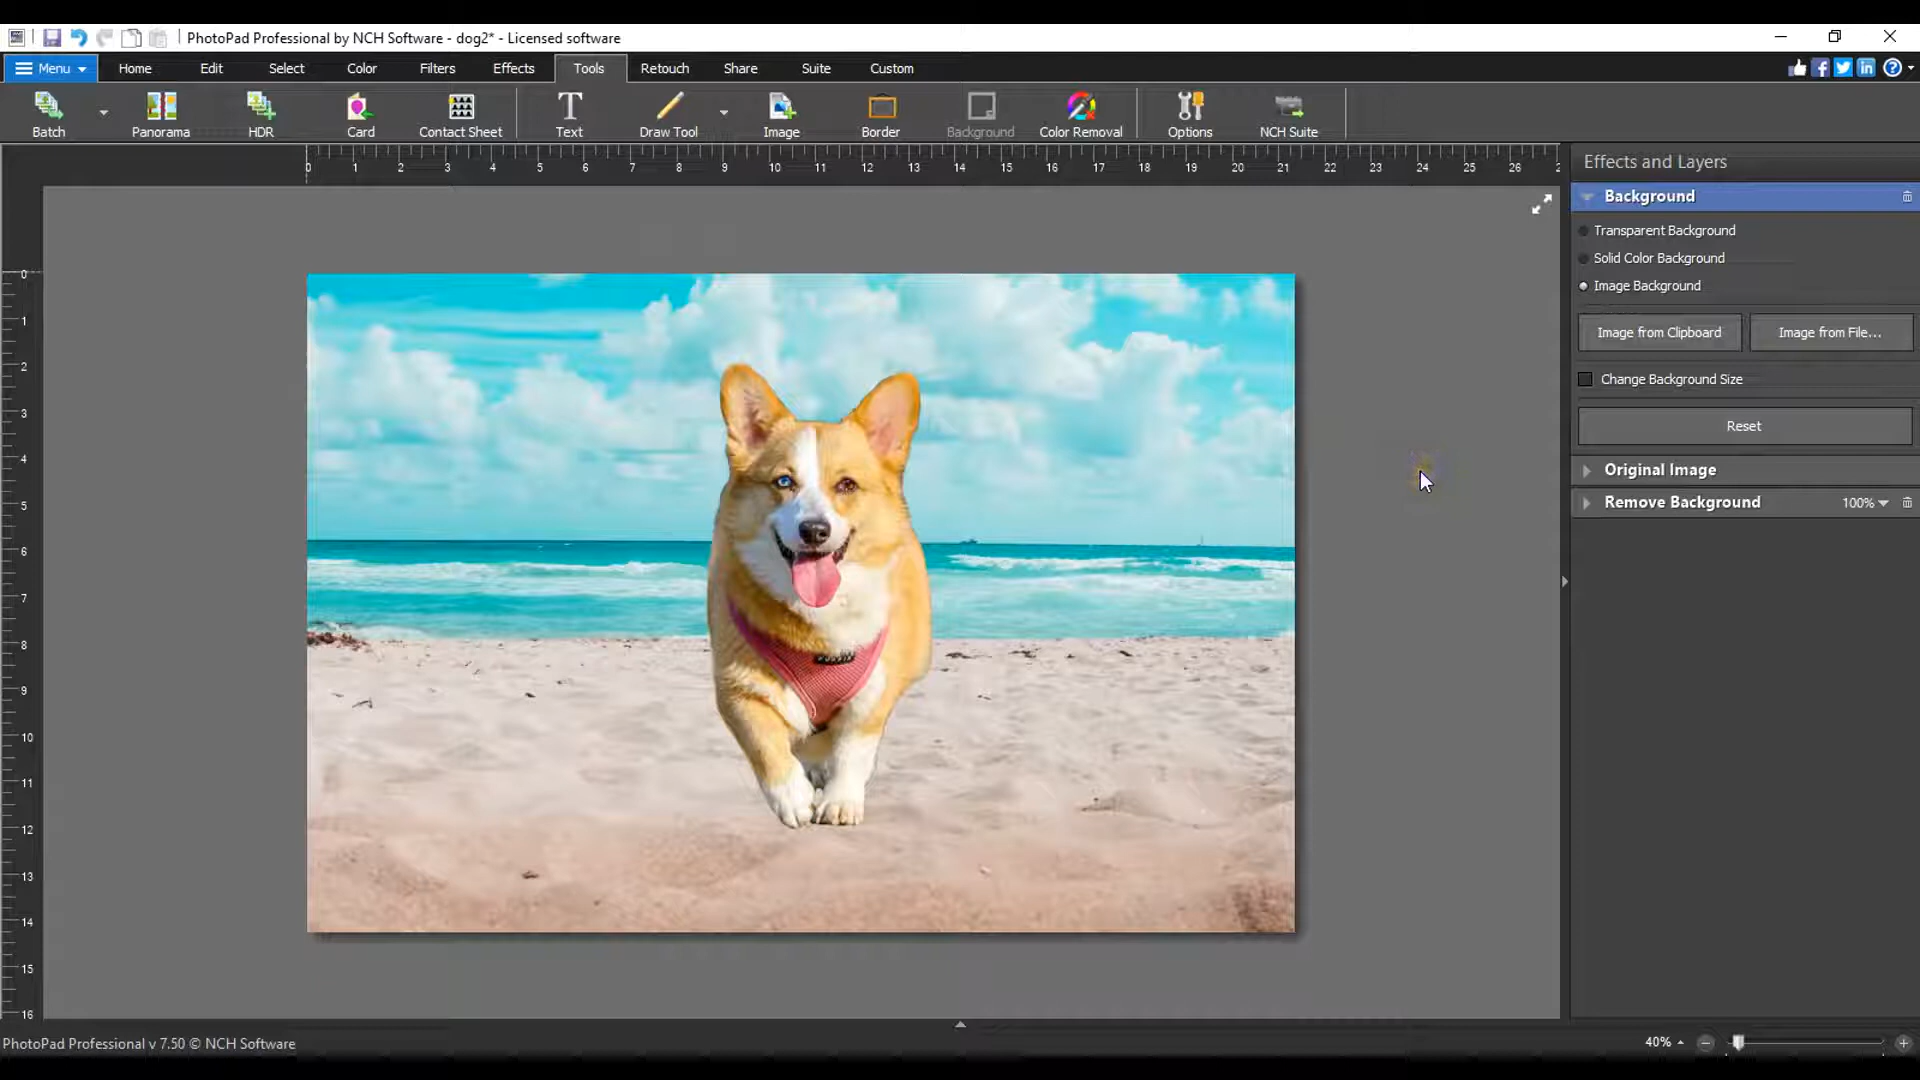 PhotoPad Professional by NCH Software - dog2* - Licensed software
Menu Home Edit Select Color Filters Effects Tools Retouch Share Suite Custom
Batch Panorama HDR Card Contact Sheet Text Draw Tool Image Border Background Color Removal Options NCH Suite
0 1 2 3 4 5 6 7 8 9 10 11 12 13 14 15 16 17 18 19 20 21 22 23 24 25 26
Effects and Layers
Background
Transparent Background
Solid Color Background
Image Background
Image from Clipboard Image from File...
Change Background Size
Reset
Original Image
Remove Background 100%
0
1
2
3
4
5
6
7
8
9
10
11
12
13
14
15
16
PhotoPad Professional v 7.50 © NCH Software
40%